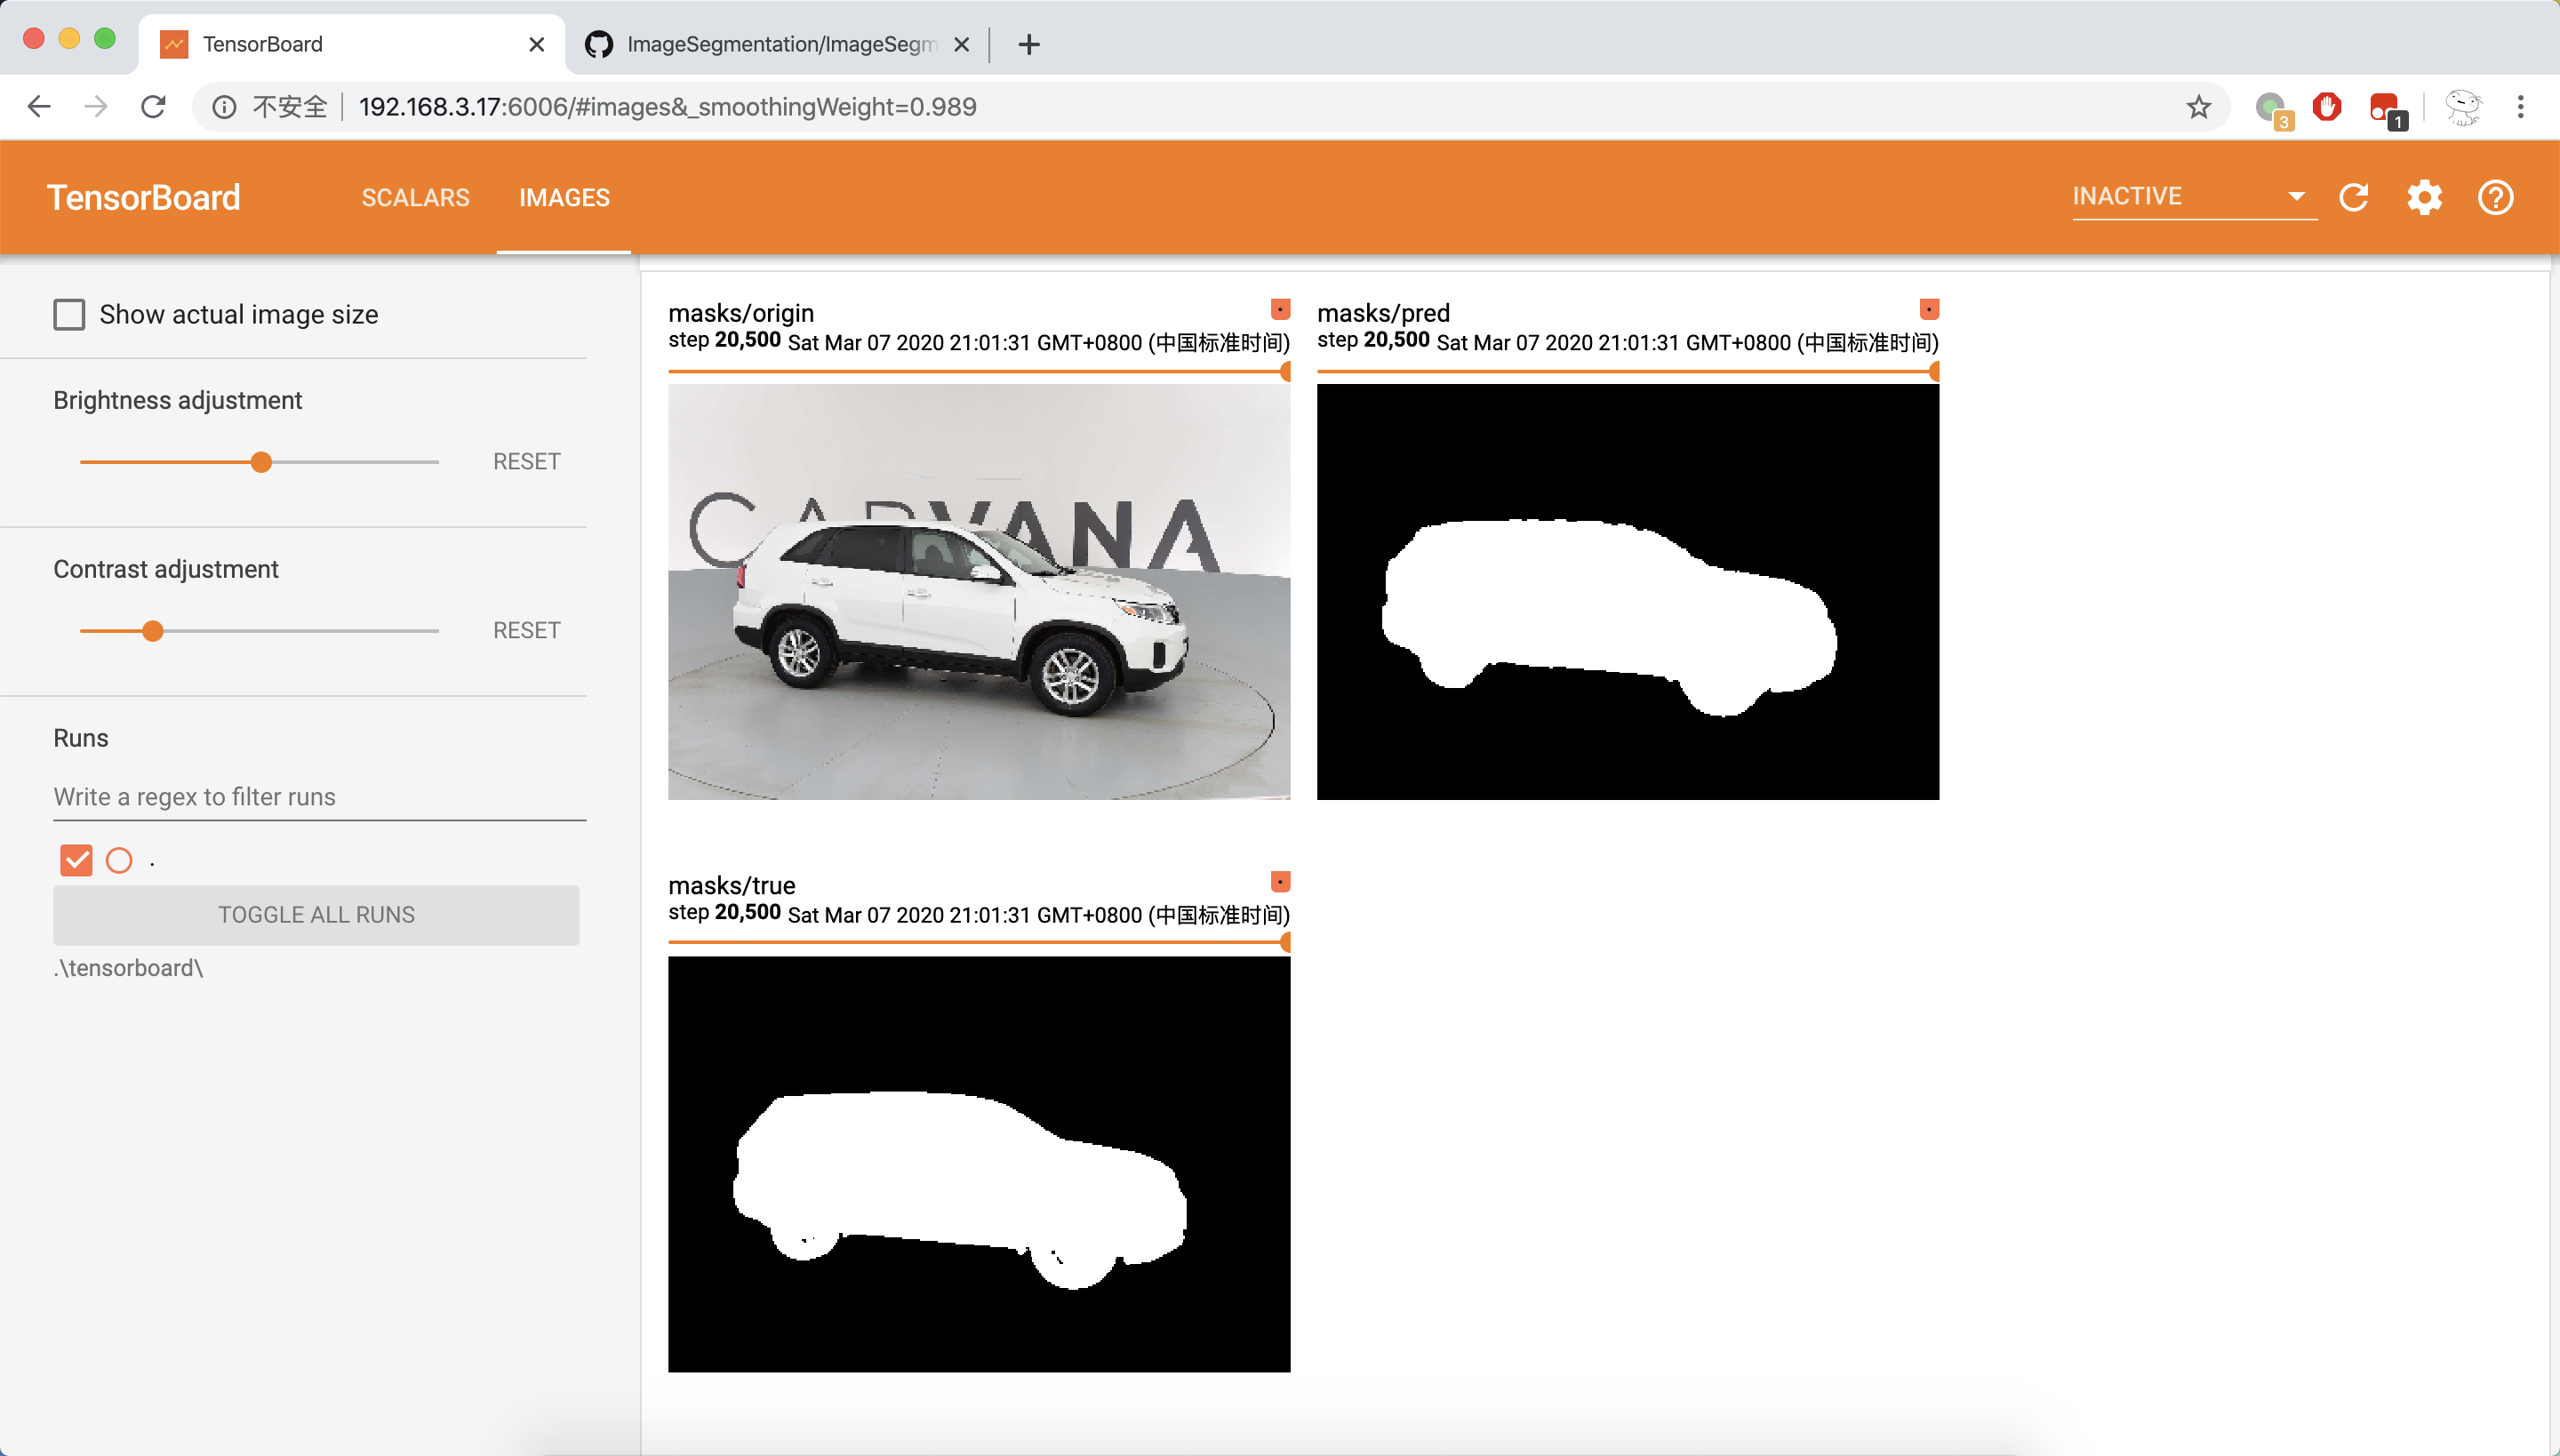 TensorBoard
ImageSegmentation/ImageSegm
不安全
192.168.3.17:6006/#images&_smoothingWeight=0.989
3
1
TensorBoard
SCALARS
IMAGES
INACTIVE
Show actual image size
Brightness adjustment
RESET
Contrast adjustment
RESET
Runs
Write a regex to filter runs
.
TOGGLE ALL RUNS
.\tensorboard\
masks/origin
step 20,500 Sat Mar 07 2020 21:01:31 GMT+0800 (中国标准时间)
CARVANA
masks/pred
step 20,500 Sat Mar 07 2020 21:01:31 GMT+0800 (中国标准时间)
masks/true
step 20,500 Sat Mar 07 2020 21:01:31 GMT+0800 (中国标准时间)